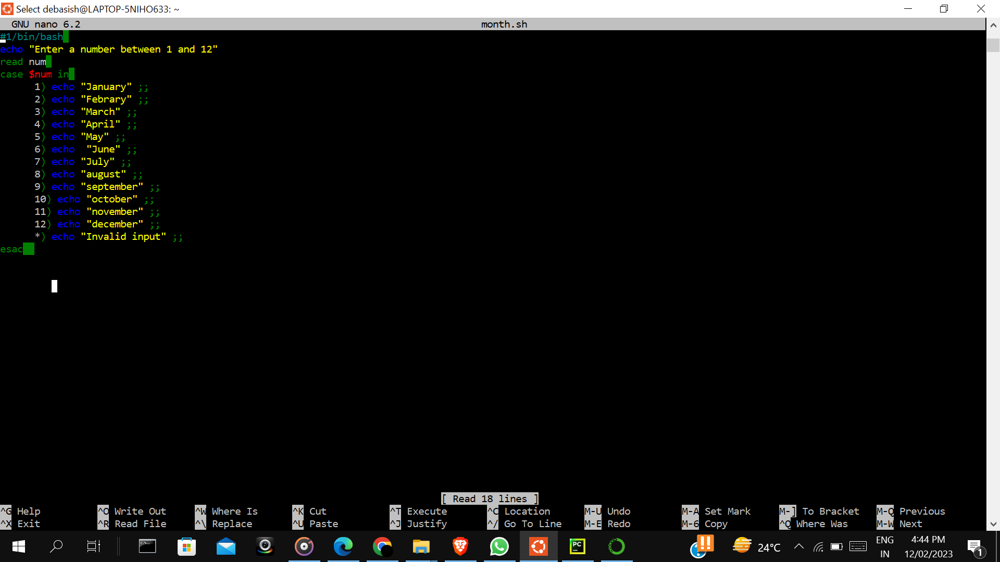 Select debasish@LAPTOP-5NIHO633: ~
GNU nano 6.2 month.sh
#1/bin/bash
echo "Enter a number between 1 and 12"
read num
case $num in
1) echo "January" ;;
2) echo "Febrary" ;;
3) echo "March" ;;
4) echo "April" ;;
5) echo "May" ;;
6) echo  "June" ;;
7) echo "July" ;;
8) echo "august" ;;
9) echo "september" ;;
10) echo "october" ;;
11) echo "november" ;;
12) echo "december" ;;
*) echo "Invalid input" ;;
esac
[ Read 18 lines ]
^G Help ^O Write Out ^W Where Is ^K Cut ^T Execute ^C Location M-U Undo M-A Set Mark M-] To Bracket M-Q Previous
^X Exit ^R Read File ^\ Replace ^U Paste ^J Justify ^/ Go To Line M-E Redo M-6 Copy ^Q Where Was M-W Next
24°C ENG 4:44 PM
IN 12/02/2023 1